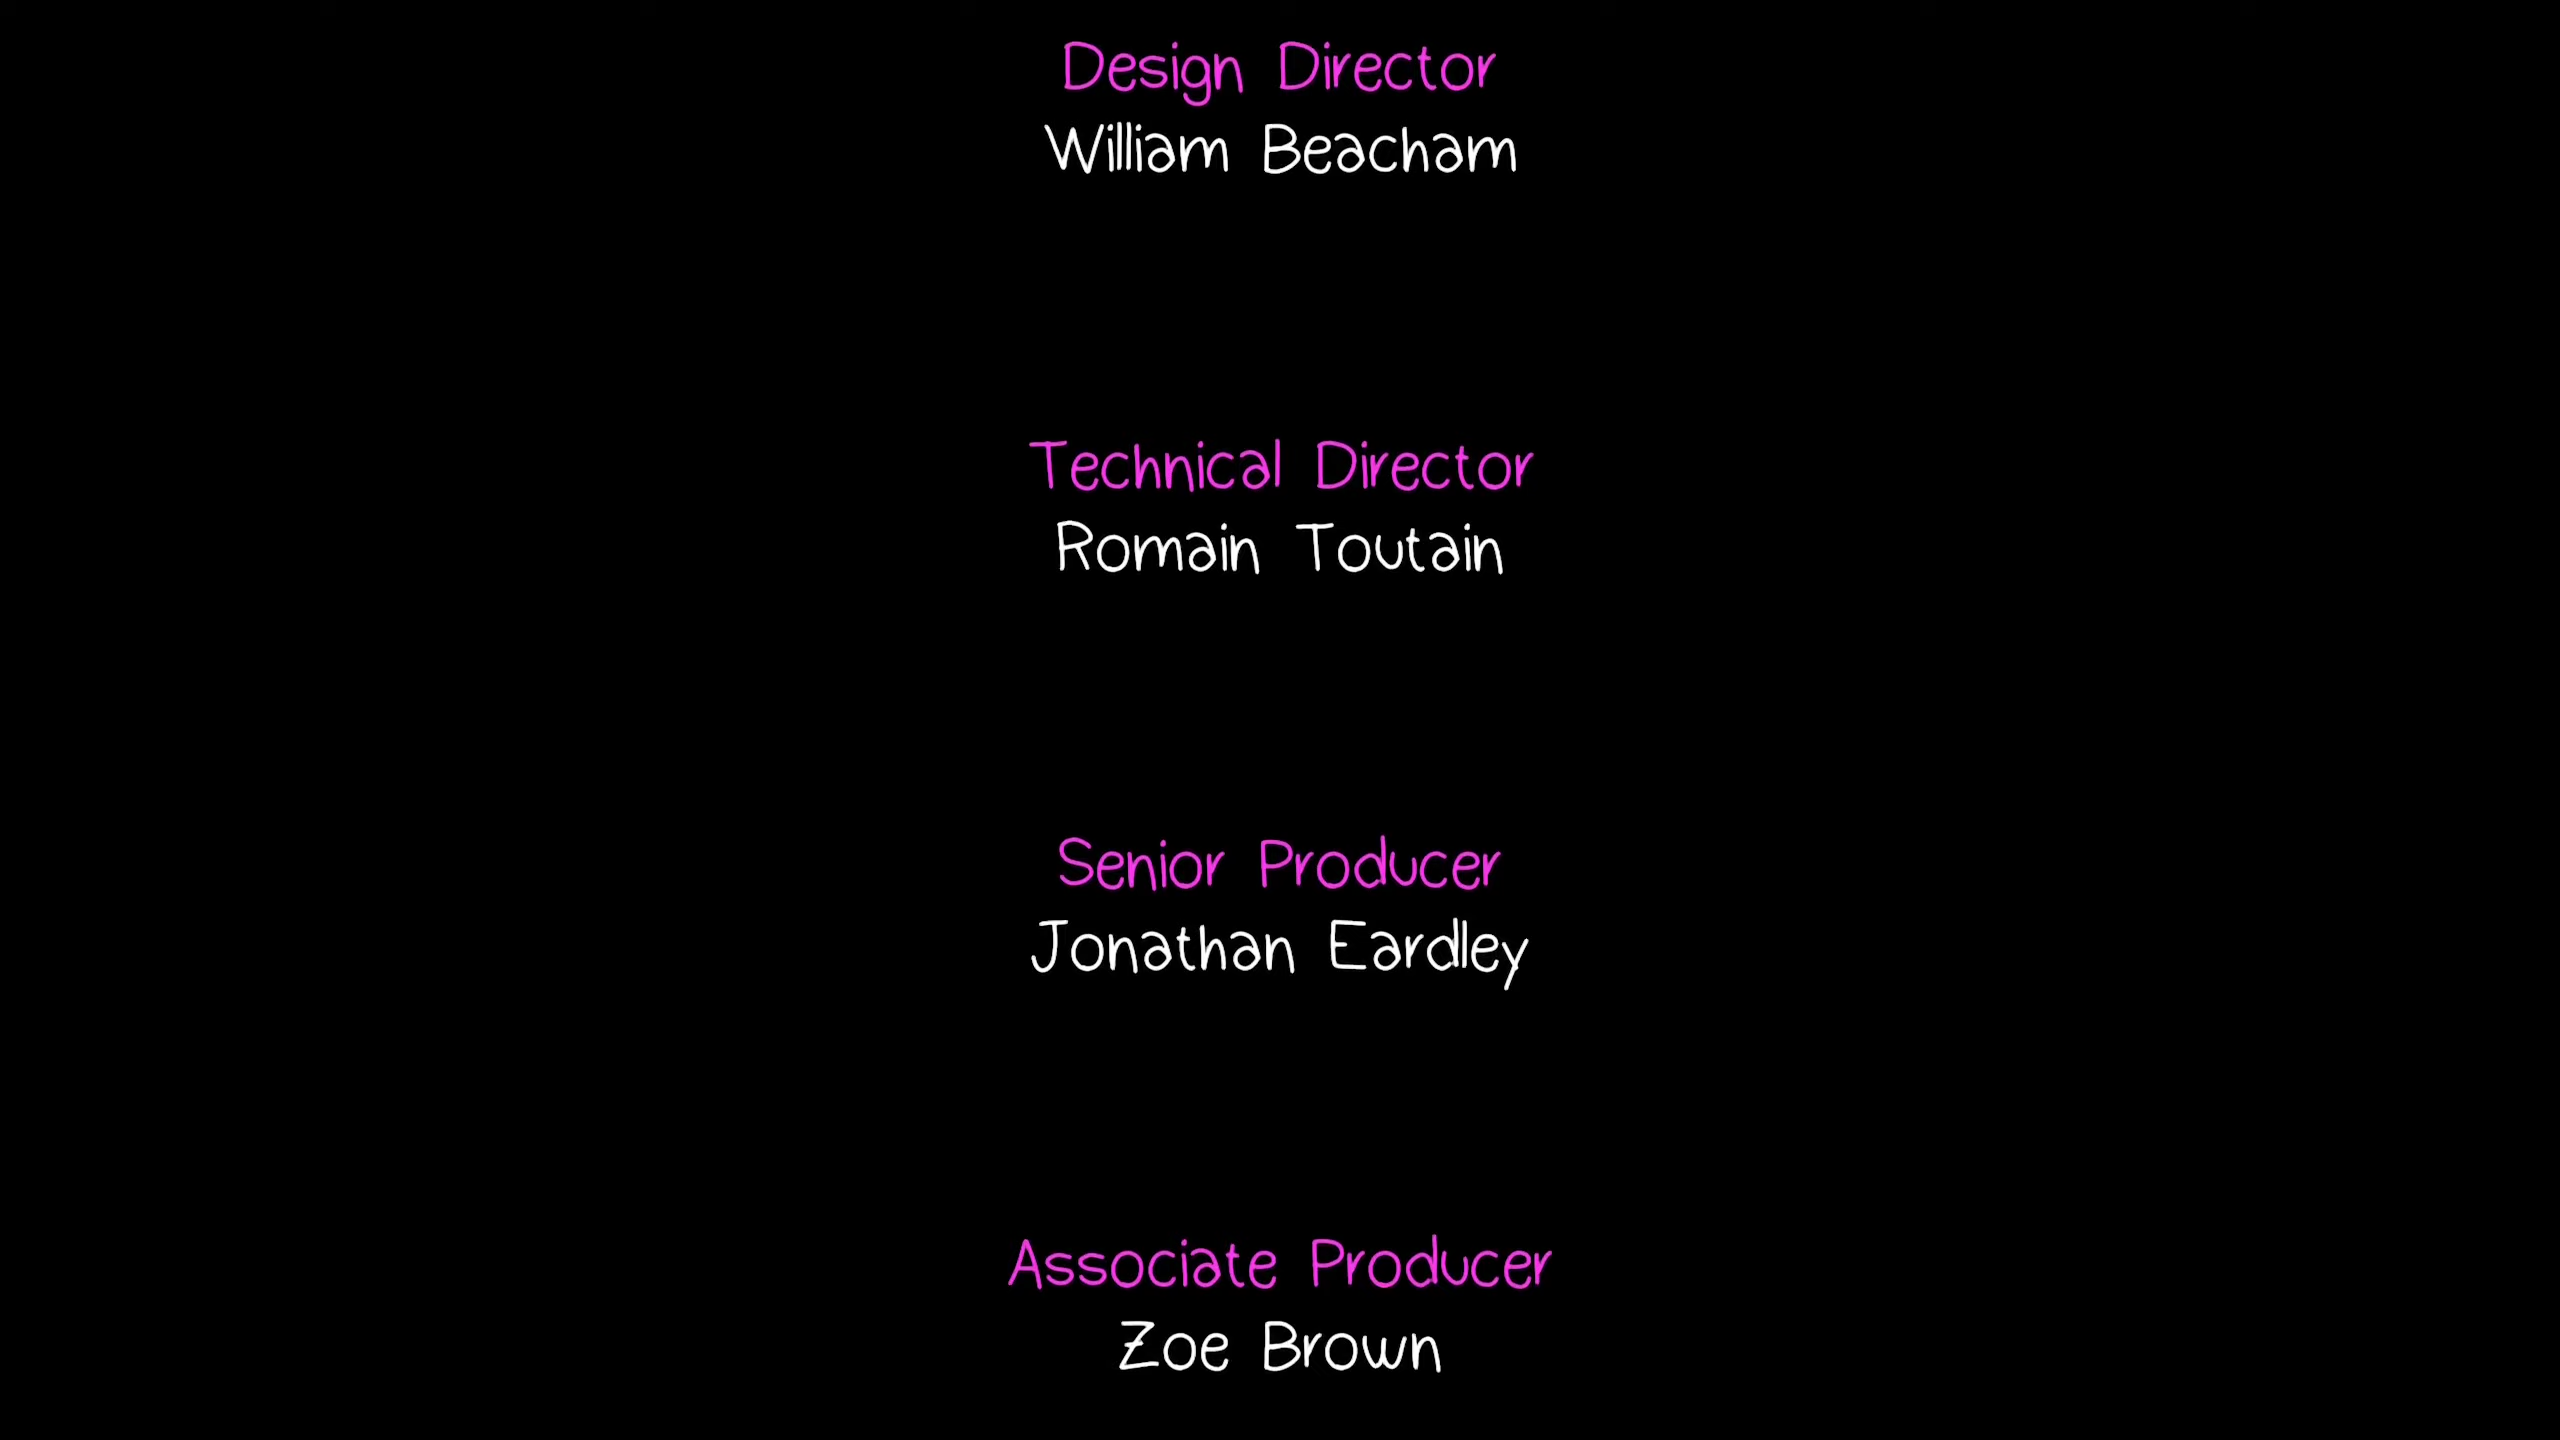 Design Director
William Beacham
Technical Director
Romain Toutain
Senior Producer
Jonathan Eardley
Associate Producer
Zoe Brown